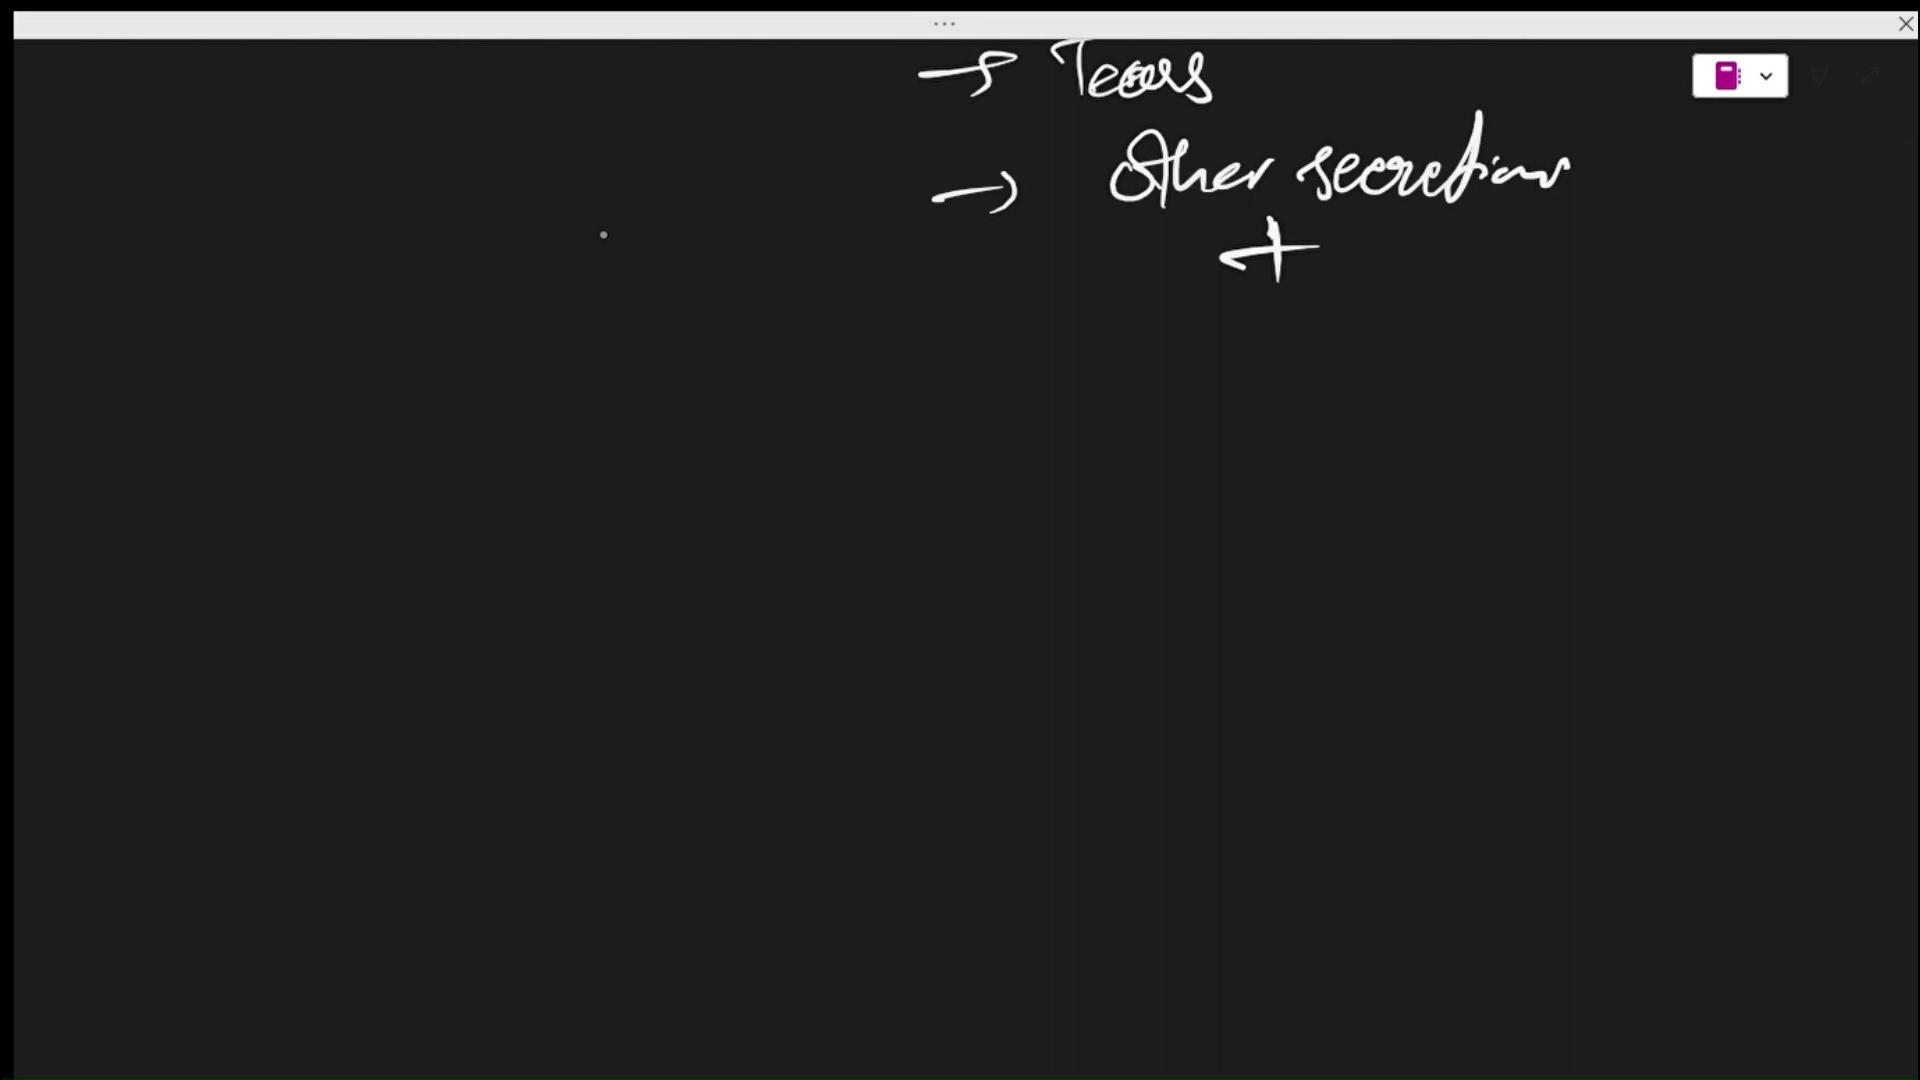 → Tears
→ Other secretions
+